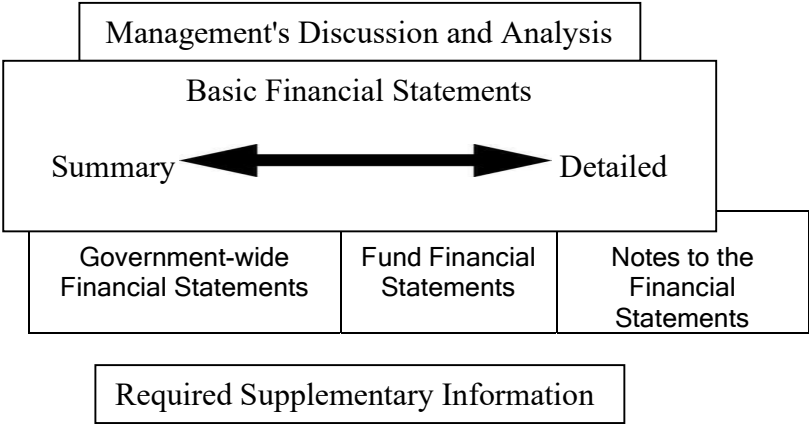 Management's Discussion and Analysis
Basic Financial Statements
Summary Detailed
Government-wide
Financial Statements
Fund Financial
Statements
Notes to the
Financial
Statements
Required Supplementary Information